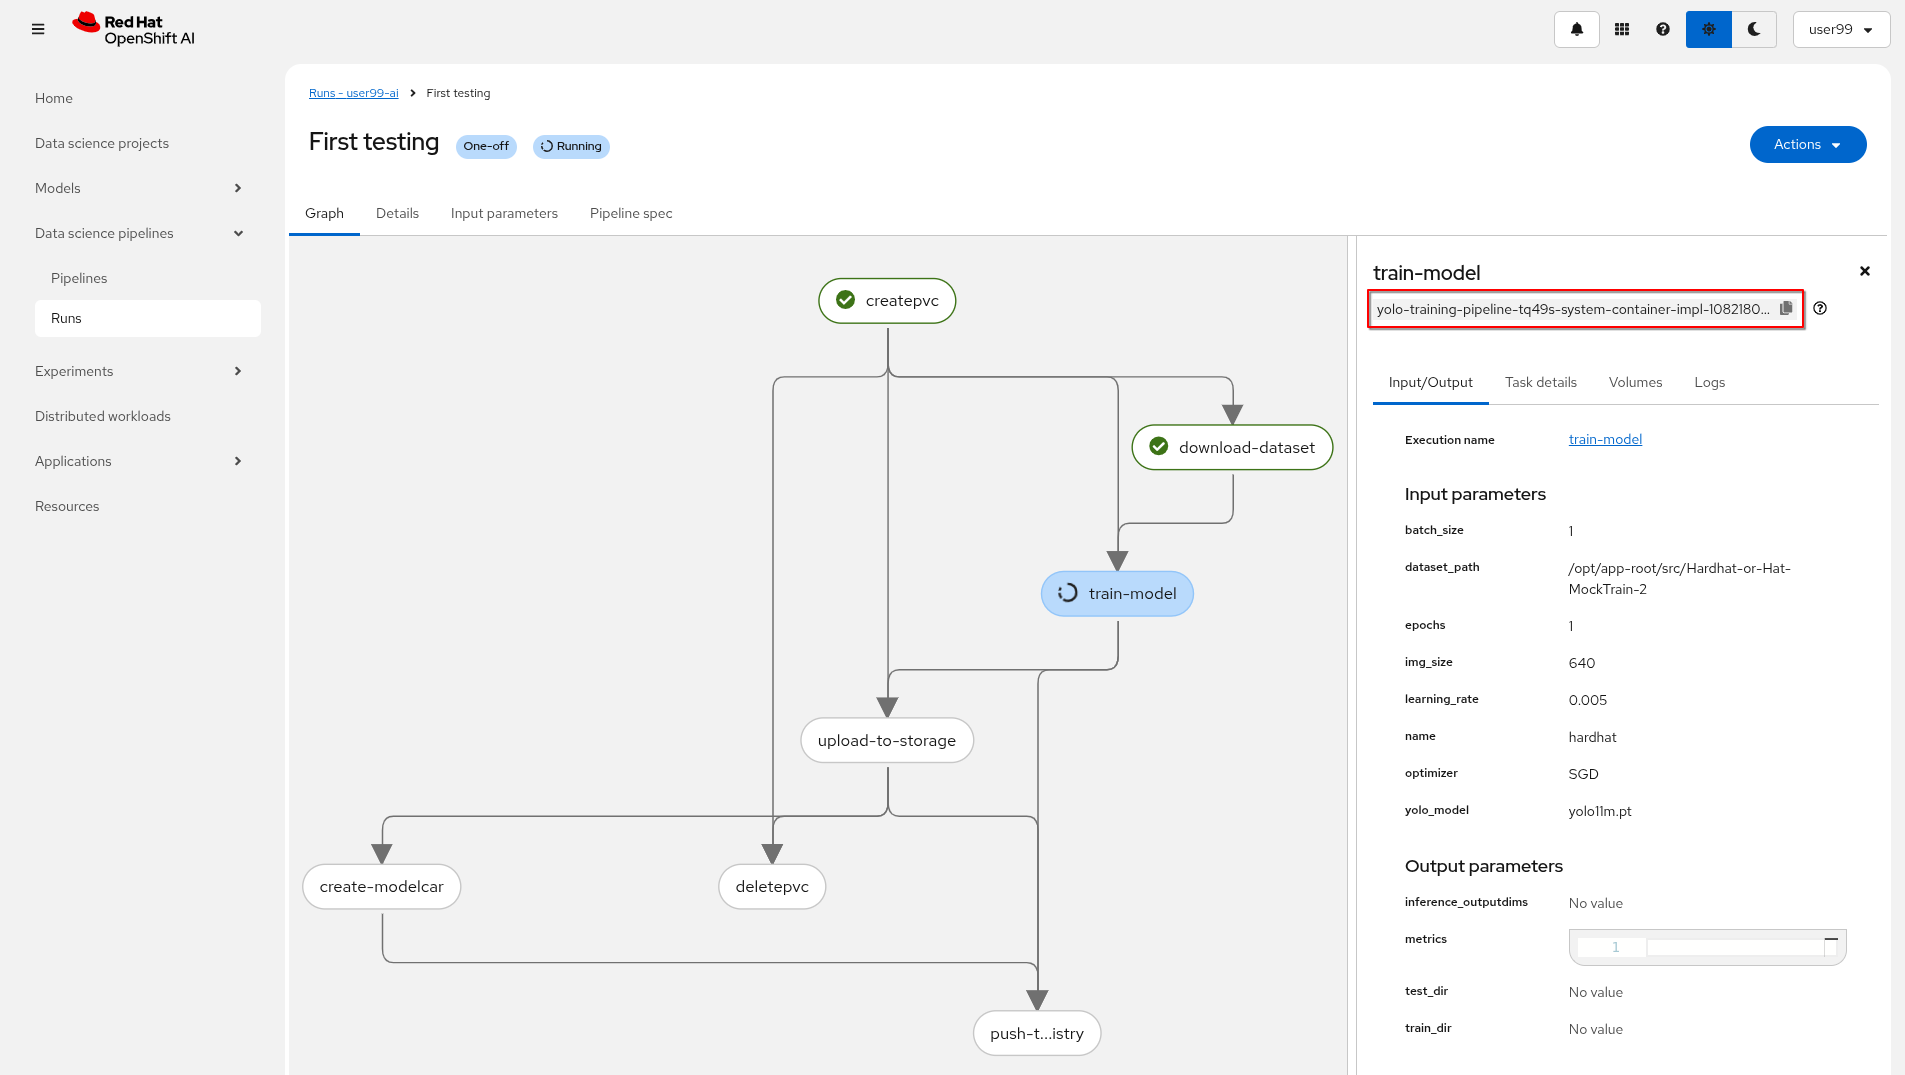 Red Hat
OpenShift AI
user99
Home
Data science projects
Models
Data science pipelines
Pipelines
Runs
Experiments
Distributed workloads
Applications
Resources
Runs - user99-ai
First testing
First testing
One-off
Running
Actions
Graph
Details
Input parameters
Pipeline spec
createpvc
download-dataset
train-model
upload-to-storage
create-modelcar
deletepvc
push-t...istry
train-model
yolo-training-pipeline-tq49s-system-container-impl-1082180...
Input/Output
Task details
Volumes
Logs
Execution name
train-model
Input parameters
batch_size
1
dataset_path
/opt/app-root/src/Hardhat-or-Hat-
MockTrain-2
epochs
1
img_size
640
learning_rate
0.005
name
hardhat
optimizer
SGD
yolo_model
yolo11m.pt
Output parameters
inference_outputdims
No value
metrics
1
test_dir
No value
train_dir
No value